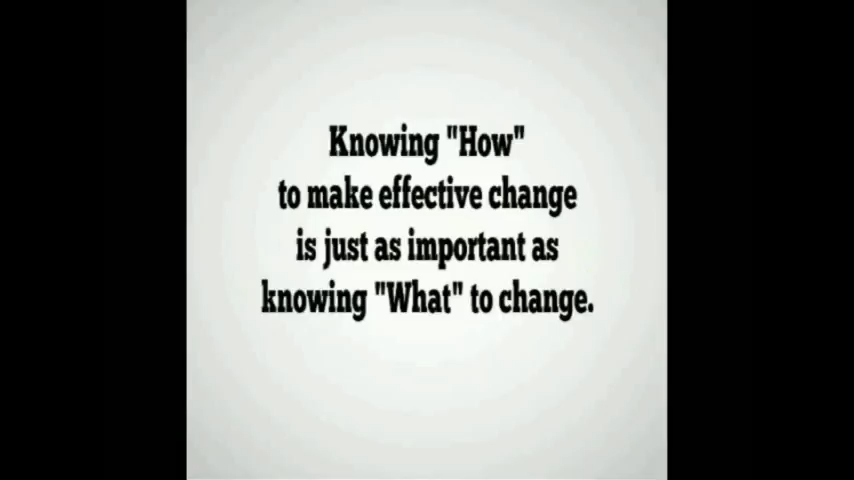 Knowing "How"
to make effective change
is just as important as
knowing "What" to change.